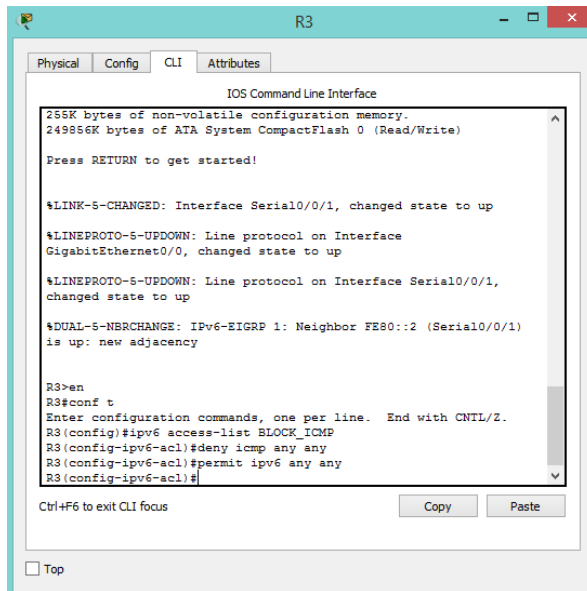 R3
Physical Config CLI Attributes
IOS Command Line Interface
255K bytes of non-volatile configuration memory.
249856K bytes of ATA System CompactFlash 0 (Read/Write)
Press RETURN to get started!
%LINK-5-CHANGED: Interface Serial0/0/1, changed state to up
%LINEPROTO-5-UPDOWN: Line protocol on Interface
GigabitEthernet0/0, changed state to up
%LINEPROTO-5-UPDOWN: Line protocol on Interface Serial0/0/1,
changed state to up
%DUAL-5-NBRCHANGE: IPv6-EIGRP 1: Neighbor FE80::2 (Serial0/0/1)
is up: new adjacency
R3>en
R3#conf t
Enter configuration commands, one per line.  End with CNTL/Z.
R3(config)#ipv6 access-list BLOCK_ICMP
R3(config-ipv6-acl)#deny icmp any any
R3(config-ipv6-acl)#permit ipv6 any any
R3(config-ipv6-acl)#
Ctrl+F6 to exit CLI focus
Copy Paste
Top